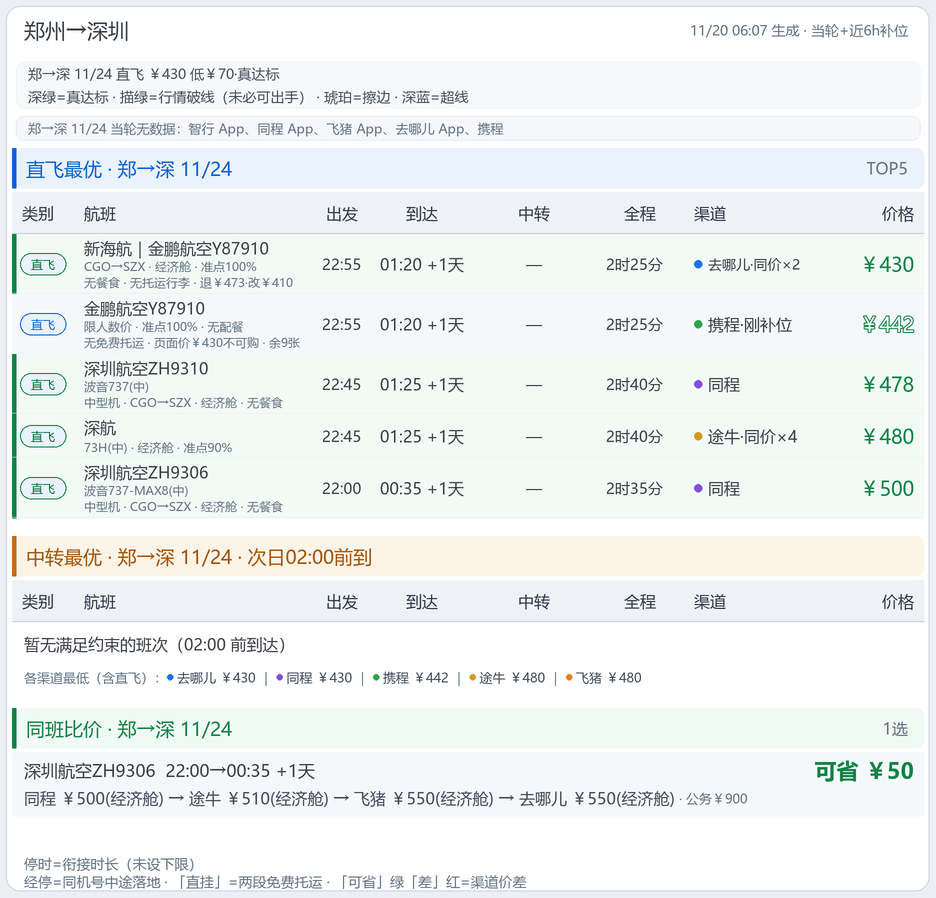 郑州→深圳
11/20 06:07 生成 · 当轮+近6h补位
郑→深 11/24 直飞 ￥430 低￥70·真达标
深绿=真达标 · 描绿=行情破线（未必可出手） · 琥珀=擦边 · 深蓝=超线
郑→深 11/24 当轮无数据：智行 App、同程 App、飞猪 App、去哪儿 App、携程
直飞最优 · 郑→深 11/24 TOP5
类别 航班 出发 到达 中转 全程 渠道 价格
新海航｜金鹏航空Y87910
直飞 CGO→SZX · 经济舱 · 准点100% 22:55 01:20 +1天 — 2时25分 去哪儿·同价×2 ￥430
无餐食 · 无托运行李 · 退￥473·改￥410
金鹏航空Y87910
直飞 限人数价 · 准点100% · 无配餐 22:55 01:20 +1天 — 2时25分 携程·刚补位 ￥442
无免费托运 · 页面价￥430不可购 · 余9张
深圳航空ZH9310
直飞 波音737(中) 22:45 01:25 +1天 — 2时40分 同程 ￥478
中型机 · CGO→SZX · 经济舱 · 无餐食
深航
直飞 73H(中) · 经济舱 · 准点90% 22:45 01:25 +1天 — 2时40分 途牛·同价×4 ￥480
深圳航空ZH9306
直飞 波音737-MAX8(中) 22:00 00:35 +1天 — 2时35分 同程 ￥500
中型机 · CGO→SZX · 经济舱 · 无餐食
中转最优 · 郑→深 11/24 · 次日02:00前到
类别 航班 出发 到达 中转 全程 渠道 价格
暂无满足约束的班次（02:00 前到达）
各渠道最低（含直飞）： 去哪儿 ￥430 | 同程 ￥430 | 携程 ￥442 | 途牛 ￥480 | 飞猪 ￥480
同班比价 · 郑→深 11/24 1选
深圳航空ZH9306 22:00→00:35 +1天 可省 ￥50
同程 ￥500(经济舱) → 途牛 ￥510(经济舱) → 飞猪 ￥550(经济舱) → 去哪儿 ￥550(经济舱) · 公务￥900
停时=衔接时长（未设下限）
经停=同机号中途落地 · 「直挂」=两段免费托运 · 「可省」绿「差」红=渠道价差